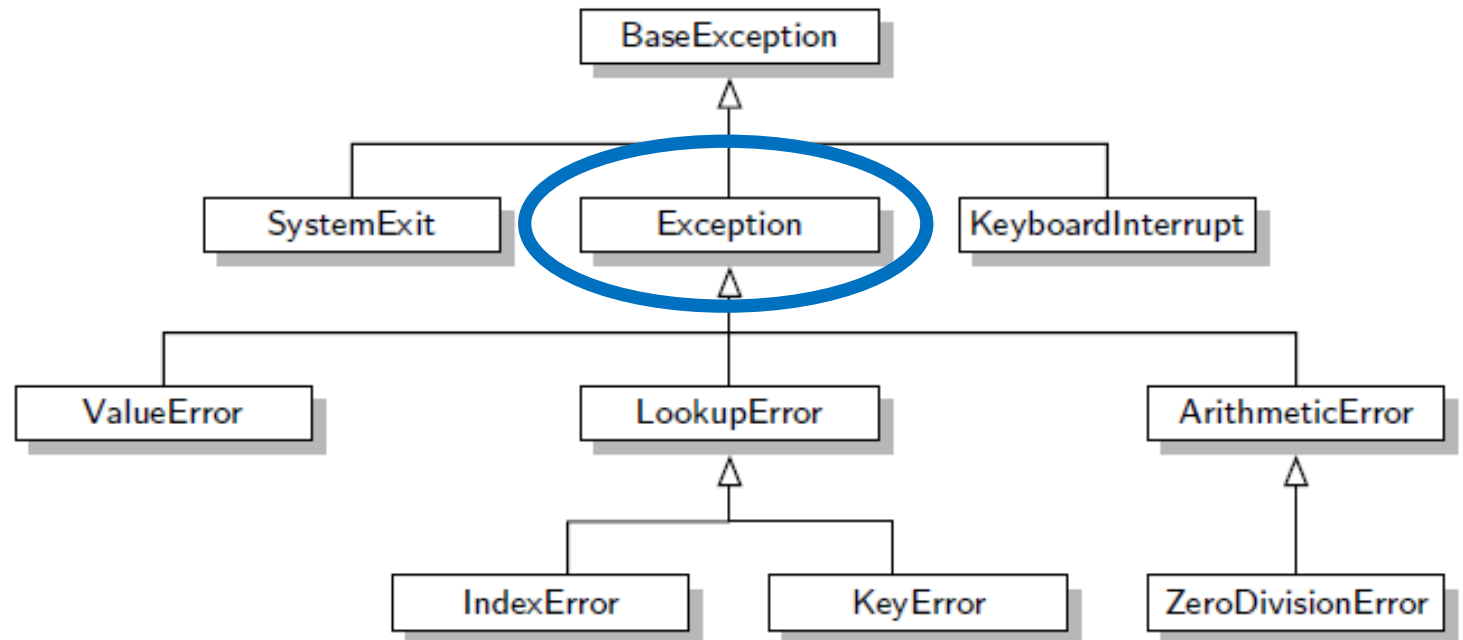 BaseException
SystemExit
Exception
KeyboardInterrupt
ValueError
LookupError
ArithmeticError
IndexError
KeyError
ZeroDivisionError